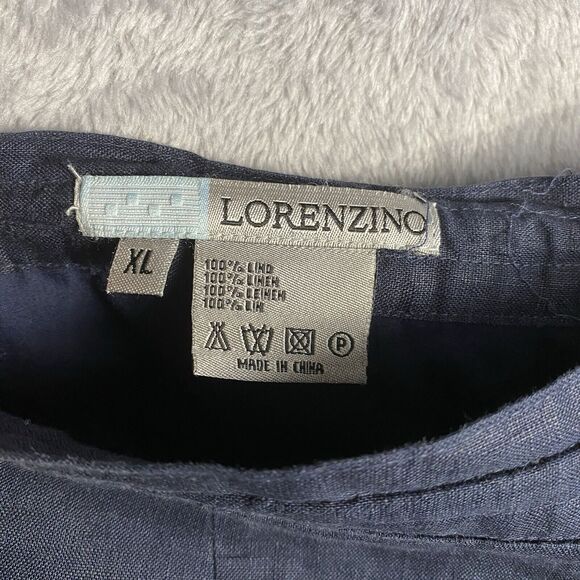 LORENZINO
XL
100% LINO
100% LINEN
100% LEINEN
100% LIN
P
MADE IN CHINA